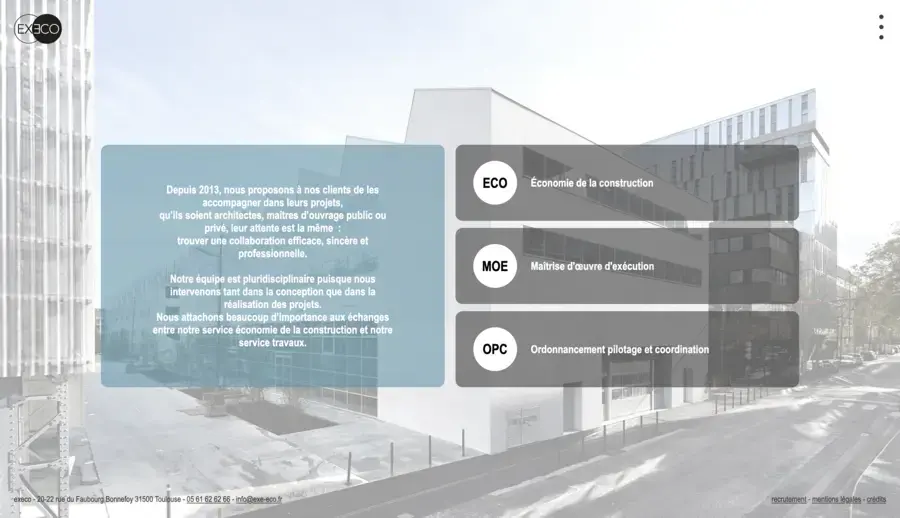 EXECO
Depuis 2013, nous proposons à nos clients de les
accompagner dans leurs projets,
qu'ils soient architectes, maîtres d'ouvrage public ou
privé, leur attente est la même :
trouver une collaboration efficace, sincère et
professionnelle.
Notre équipe est pluridisciplinaire puisque nous
intervenons tant dans la conception que dans la
réalisation des projets.
Nous attachons beaucoup d'importance aux échanges
entre notre service économie de la construction et notre
service travaux.
ECO Économie de la construction
MOE Maîtrise d'œuvre d'exécution
OPC Ordonnancement pilotage et coordination
execo - 20-22 rue du Faubourg Bonnefoy 31500 Toulouse - 05 61 62 62 66 - info@exe-eco.fr
recrutement - mentions légales - crédits